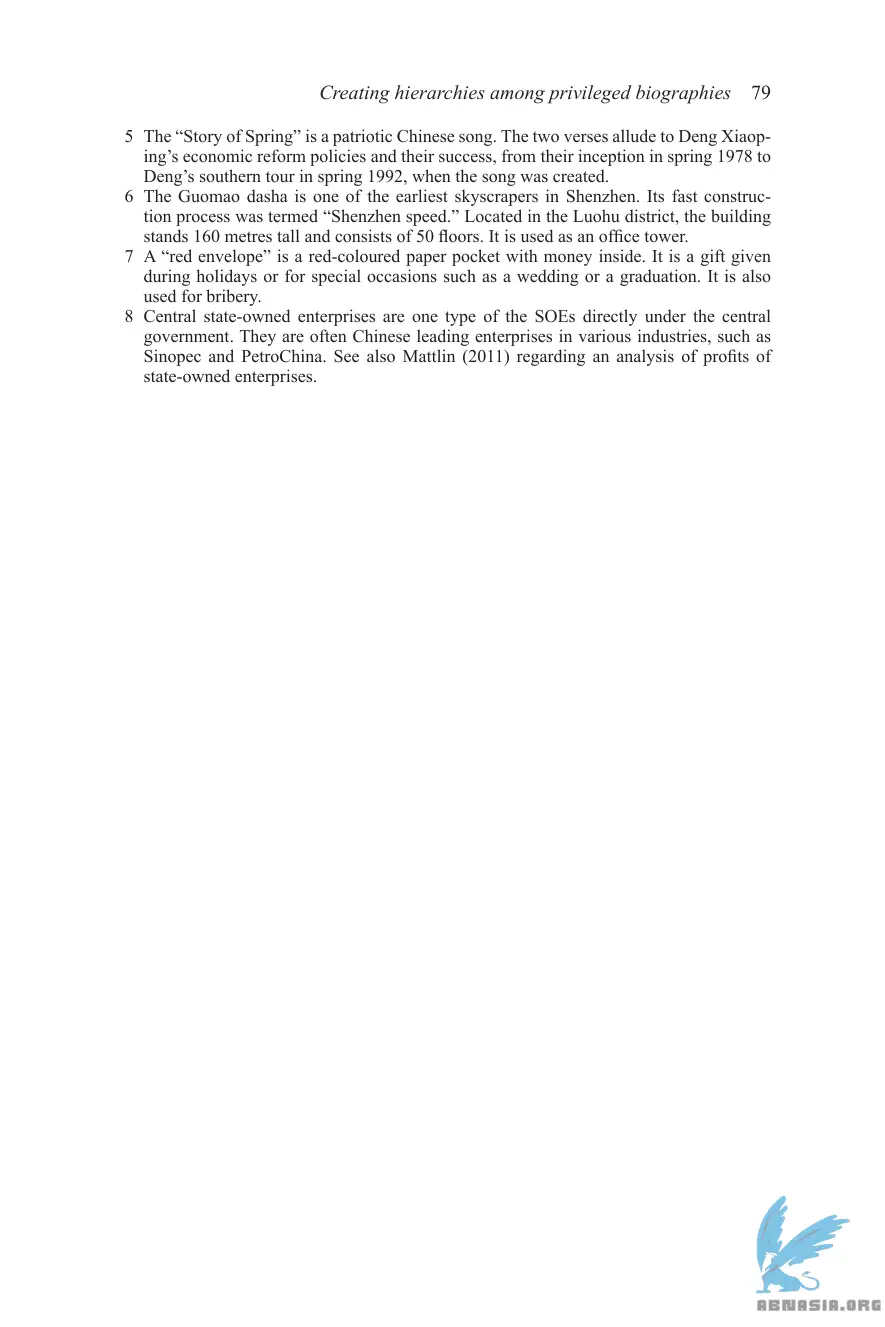 Creating hierarchies among privileged biographies 79
5 The “Story of Spring” is a patriotic Chinese song. The two verses allude to Deng Xiaop-
ing’s economic reform policies and their success, from their inception in spring 1978 to
Deng’s southern tour in spring 1992, when the song was created.
6 The Guomao dasha is one of the earliest skyscrapers in Shenzhen. Its fast construc-
tion process was termed “Shenzhen speed.” Located in the Luohu district, the building
stands 160 metres tall and consists of 50 floors. It is used as an office tower.
7 A “red envelope” is a red-coloured paper pocket with money inside. It is a gift given
during holidays or for special occasions such as a wedding or a graduation. It is also
used for bribery.
8 Central state-owned enterprises are one type of the SOEs directly under the central
government. They are often Chinese leading enterprises in various industries, such as
Sinopec and PetroChina. See also Mattlin (2011) regarding an analysis of profits of
state-owned enterprises.
ABNASIA.ORG